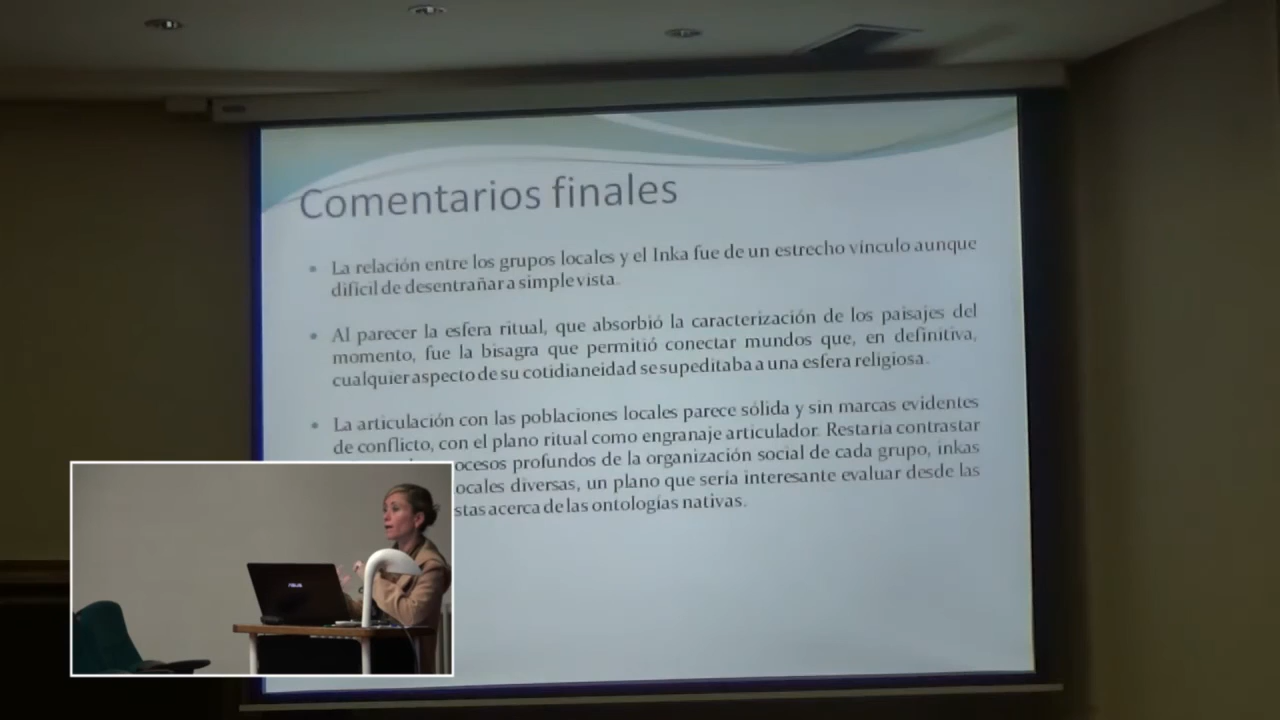 Comentarios finales
La relación entre los grupos locales y el Inka fue de un estrecho vínculo aunque
difícil de desentrañar a simple vista.
Al parecer la esfera ritual, que absorbió la caracterización de los paisajes del
momento, fue la bisagra que permitió conectar mundos que, en definitiva,
cualquier aspecto de su cotidianeidad se supeditaba a una esfera religiosa.
La articulación con las poblaciones locales parece sólida y sin marcas evidentes
de conflicto, con el plano ritual como engranaje articulador. Restaría contrastar
profundos de la organización social de cada grupo, inkas
diversas, un plano que sería interesante evaluar desde las
acerca de las ontologías nativas.
ASUS